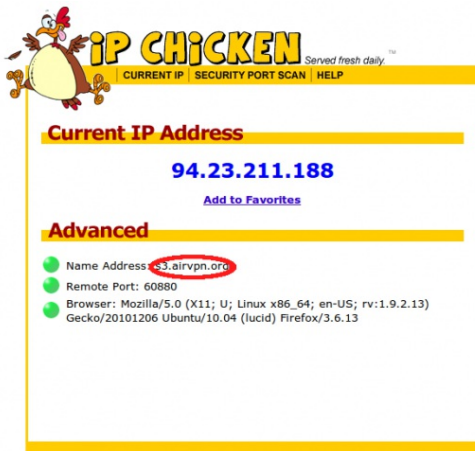 iP CHiCKEN Served fresh daily. ™
CURRENT IP | SECURITY PORT SCAN | HELP
Current IP Address
94.23.211.188
Add to Favorites
Advanced
Name Address: s3.airvpn.org
Remote Port: 60880
Browser: Mozilla/5.0 (X11; U; Linux x86_64; en-US; rv:1.9.2.13)
Gecko/20101206 Ubuntu/10.04 (lucid) Firefox/3.6.13